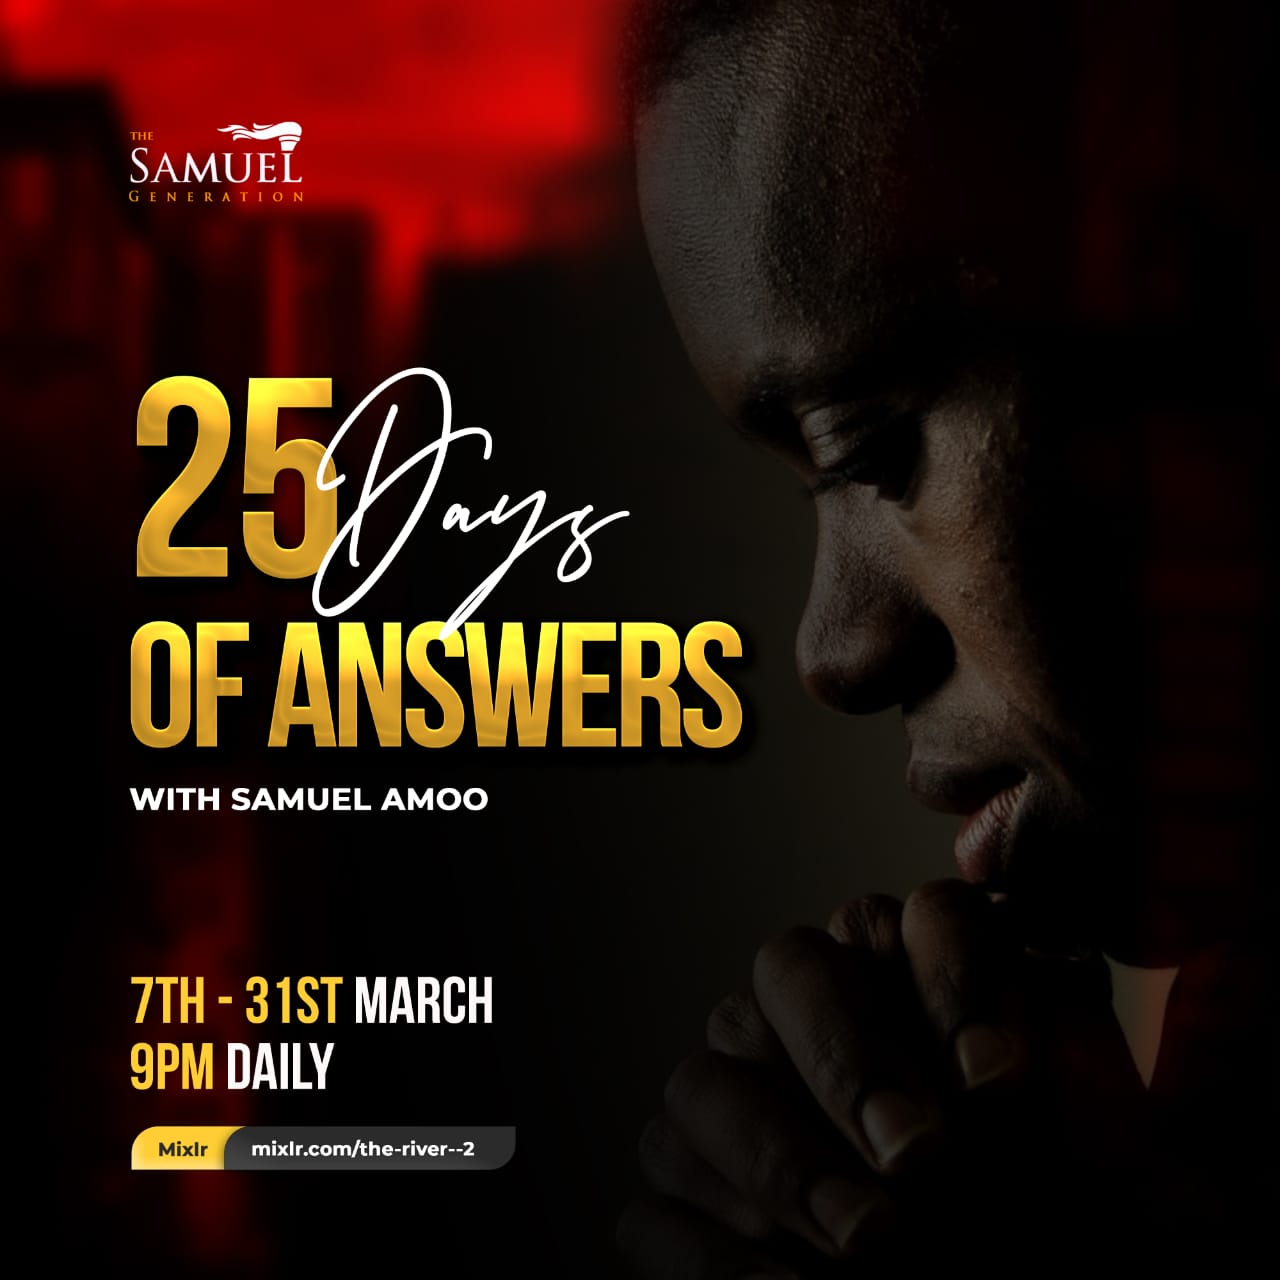 THE
SAMUEL
GENERATION
25 Days
OF ANSWERS
WITH SAMUEL AMOO
7TH - 31ST MARCH
9PM DAILY
Mixlr mixlr.com/the-river--2